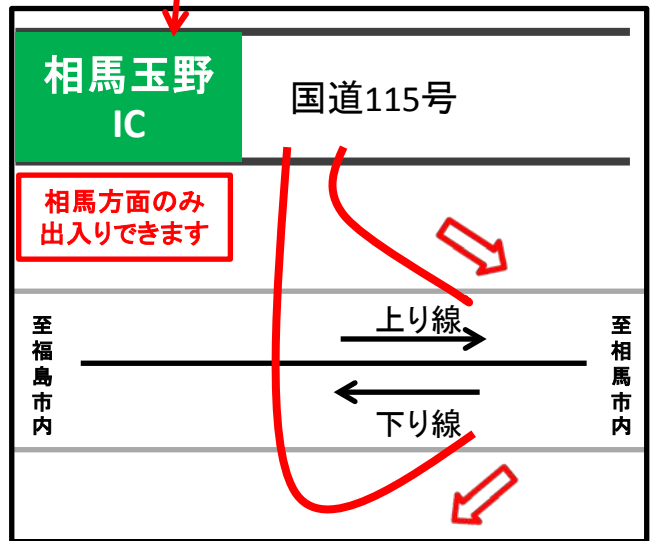 相馬玉野
IC
国道115号
相馬方面のみ
出入りできます
上り線
至福島市内
至相馬市内
下り線